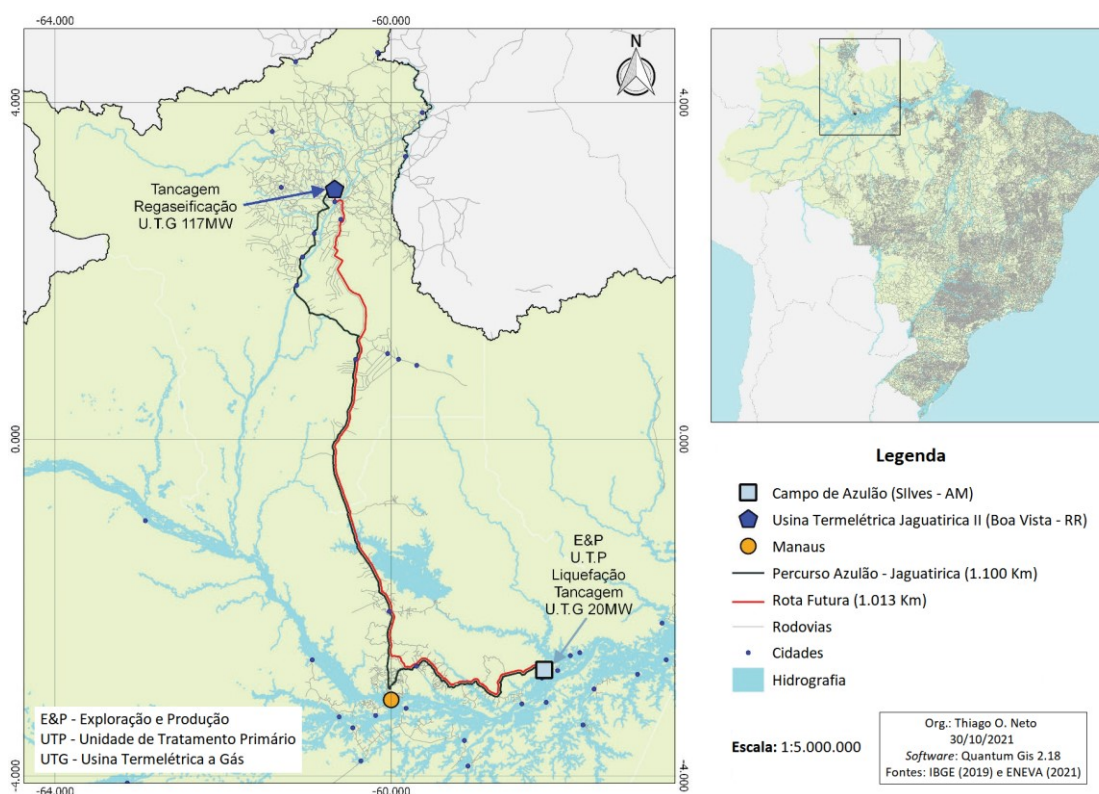 -64.000
-60.000
N
4.000
4.000
Tancagem
Regaseificação
U.T.G 117MW
0.000
0.000
E&P
U.T.P
Liquefação
Tancagem
U.T.G 20MW
E&P - Exploração e Produção
UTP - Unidade de Tratamento Primário
UTG - Usina Termelétrica a Gás
-4.000
-4.000
-64.000
-60.000
Legenda
Campo de Azulão (SIlves - AM)
Usina Termelétrica Jaguatirica II (Boa Vista - RR)
Manaus
Percurso Azulão - Jaguatirica (1.100 Km)
Rota Futura (1.013 Km)
Rodovias
Cidades
Hidrografia
Escala: 1:5.000.000
Org.: Thiago O. Neto
30/10/2021
Software: Quantum Gis 2.18
Fontes: IBGE (2019) e ENEVA (2021)